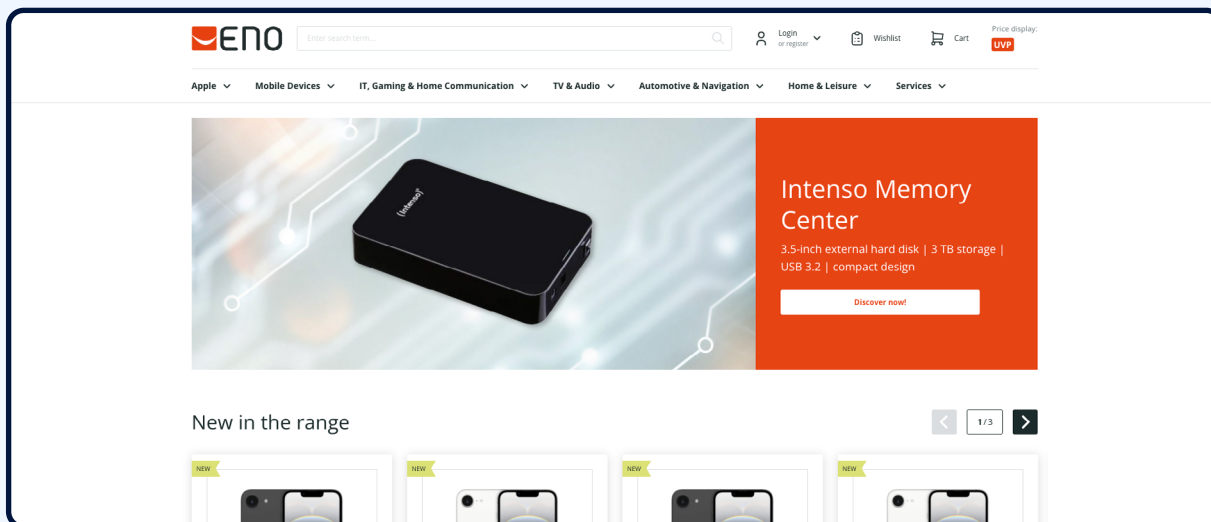 ENO
Enter search term...
Login
or register
Wishlist
Cart
Price display:
UVP
Apple
Mobile Devices
IT, Gaming & Home Communication
TV & Audio
Automotive & Navigation
Home & Leisure
Services
(Intenso)
Intenso Memory
Center
3.5-inch external hard disk | 3 TB storage |
USB 3.2 | compact design
Discover now!
New in the range
1/3
NEW
NEW
NEW
NEW